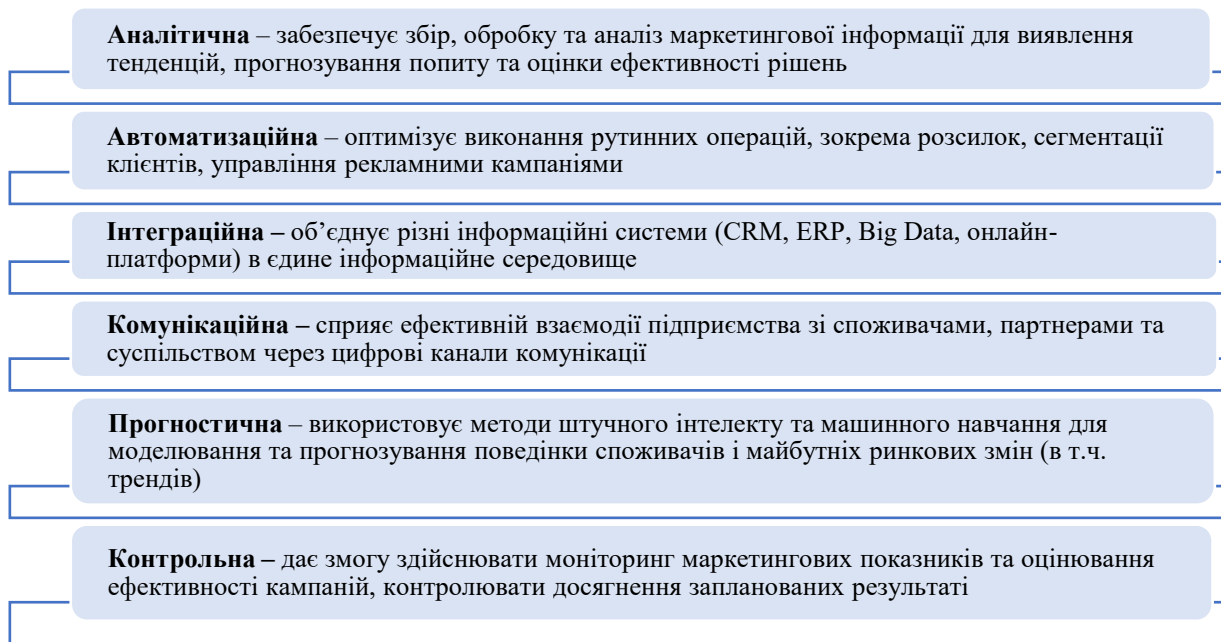 Аналітична – забезпечує збір, обробку та аналіз маркетингової інформації для виявлення
тенденцій, прогнозування попиту та оцінки ефективності рішень
Автоматизаційна – оптимізує виконання рутинних операцій, зокрема розсилок, сегментації
клієнтів, управління рекламними кампаніями
Інтеграційна – об’єднує різні інформаційні системи (CRM, ERP, Big Data, онлайн-
платформи) в єдине інформаційне середовище
Комунікаційна – сприяє ефективній взаємодії підприємства зі споживачами, партнерами та
суспільством через цифрові канали комунікації
Прогностична – використовує методи штучного інтелекту та машинного навчання для
моделювання та прогнозування поведінки споживачів і майбутніх ринкових змін (в т.ч.
трендів)
Контрольна – дає змогу здійснювати моніторинг маркетингових показників та оцінювання
ефективності кампаній, контролювати досягнення запланованих результаті